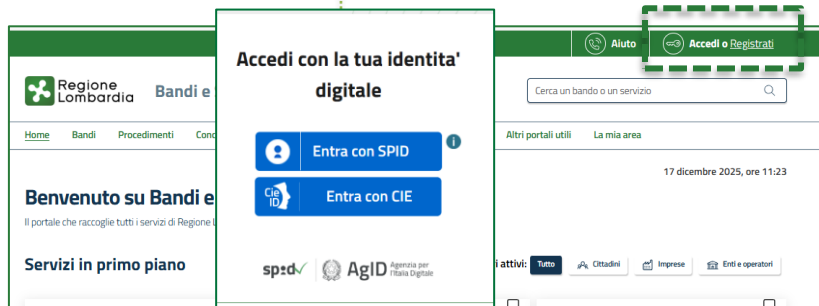 Aiuto
Accedi o Registrati
Accedi con la tua identita'
digitale
Regione
Lombardia
Bandi e
Cerca un bando o un servizio
Home Bandi Procedimenti Altri portali utili La mia area
Entra con SPID
CieID Entra con CIE
17 dicembre 2025, ore 11:23
Benvenuto su Bandi e
Il portale che raccoglie tutti i servizi di Regione
Servizi in primo piano
sp:d AgID Agenzia per
l'Italia Digitale
i attivi: Tutto Cittadini Imprese Enti e operatori